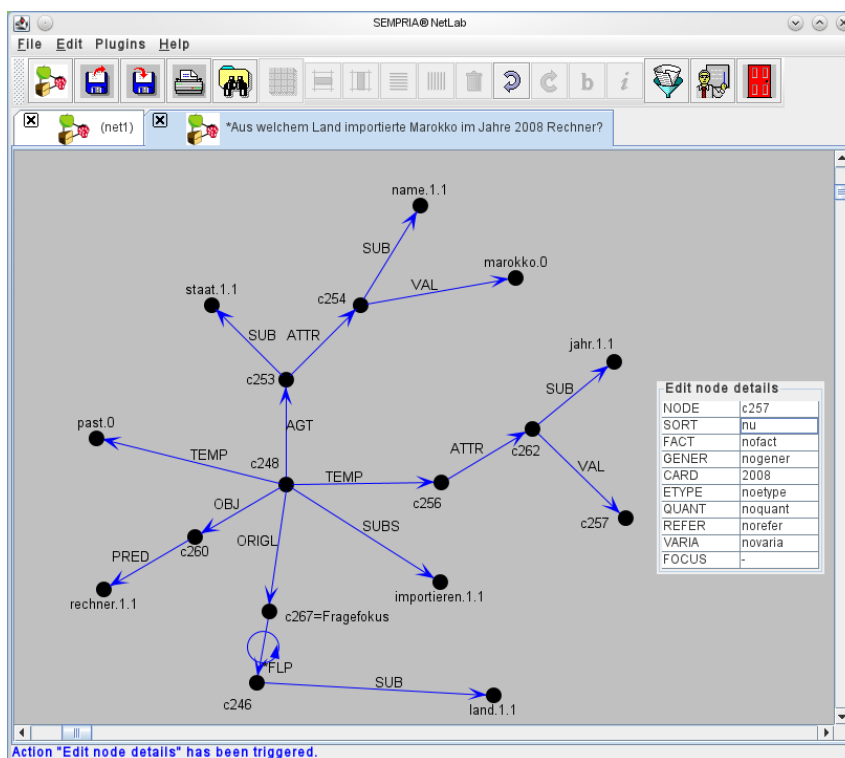 SEMPRIA® NetLab
File Edit Plugins Help
b i
(net1)
*Aus welchem Land importierte Marokko im Jahre 2008 Rechner?
name.1.1
SUB
marokko.0
VAL
staat.1.1
c254
SUB ATTR
jahr.1.1
c253
SUB
Edit node details
NODE c257
SORT nu
FACT nofact
GENER nogener
CARD 2008
ETYPE noetype
QUANT noquant
REFER norefer
VARIA novaria
FOCUS -
past.0
AGT
TEMP
c248
ATTR
c262
VAL
TEMP
c256
c257
OBJ
SUBS
ORIGL
PRED
c260
rechner.1.1
importieren.1.1
c267=Fragefokus
*FLP
c246
SUB
land.1.1
Action "Edit node details" has been triggered.